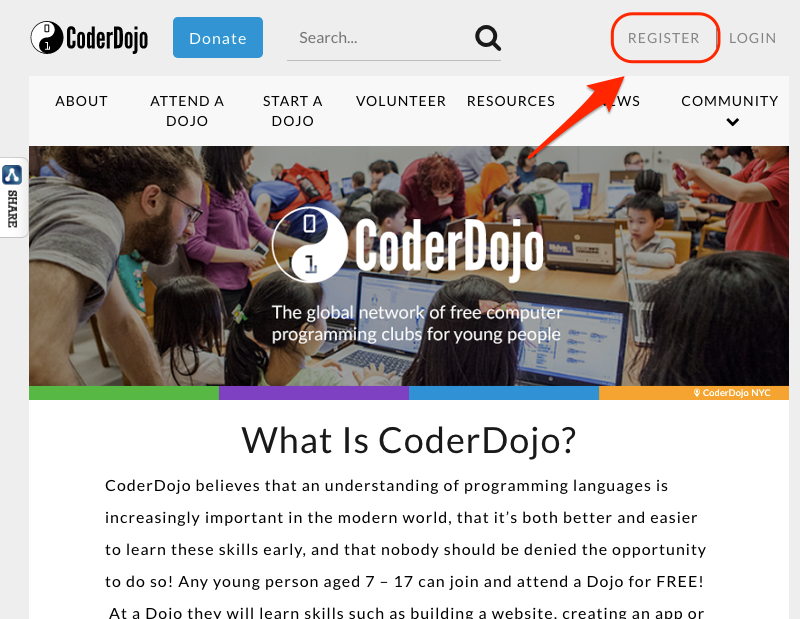 CoderDojo
Donate
Search...
REGISTER
LOGIN
ABOUT
ATTEND A
DOJO
START A
DOJO
VOLUNTEER
RESOURCES
COMMUNITY
SHARE
0
1
CoderDojo
The global network of free computer
programming clubs for young people
CoderDojo NYC
What Is CoderDojo?
CoderDojo believes that an understanding of programming languages is
increasingly important in the modern world, that it’s both better and easier
to learn these skills early, and that nobody should be denied the opportunity
to do so! Any young person aged 7 – 17 can join and attend a Dojo for FREE!
At a Dojo they will learn skills such as building a website, creating an app or